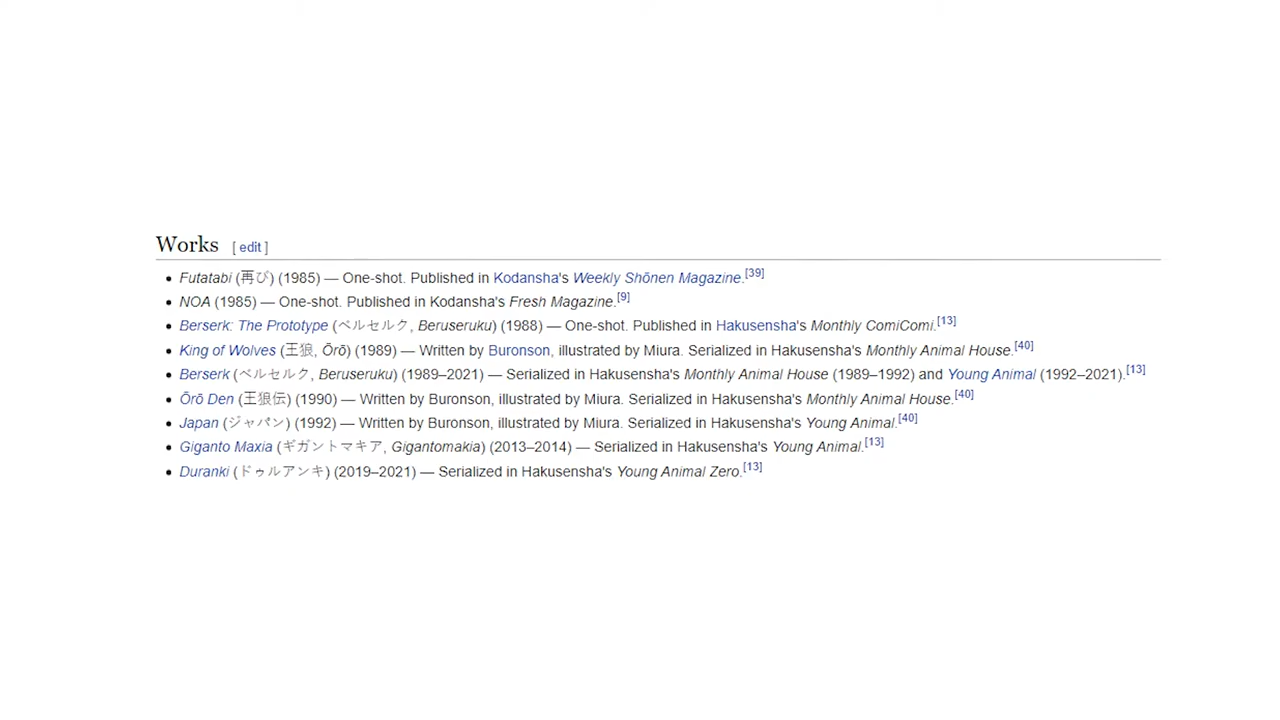 Works [ edit ]
Futatabi (再び) (1985) — One-shot. Published in Kodansha's Weekly Shōnen Magazine.[39]
NOA (1985) — One-shot. Published in Kodansha's Fresh Magazine.[9]
Berserk: The Prototype (ベルセルク, Beruseruku) (1988) — One-shot. Published in Hakusensha's Monthly ComiComi.[13]
King of Wolves (王狼, Ōrō) (1989) — Written by Buronson, illustrated by Miura. Serialized in Hakusensha's Monthly Animal House.[40]
Berserk (ベルセルク, Beruseruku) (1989–2021) — Serialized in Hakusensha's Monthly Animal House (1989–1992) and Young Animal (1992–2021).[13]
Ōrō Den (王狼伝) (1990) — Written by Buronson, illustrated by Miura. Serialized in Hakusensha's Monthly Animal House.[40]
Japan (ジャパン) (1992) — Written by Buronson, illustrated by Miura. Serialized in Hakusensha's Young Animal.[40]
Giganto Maxia (ギガントマキア, Gigantomakia) (2013–2014) — Serialized in Hakusensha's Young Animal.[13]
Duranki (ドゥルアンキ) (2019–2021) — Serialized in Hakusensha's Young Animal Zero.[13]